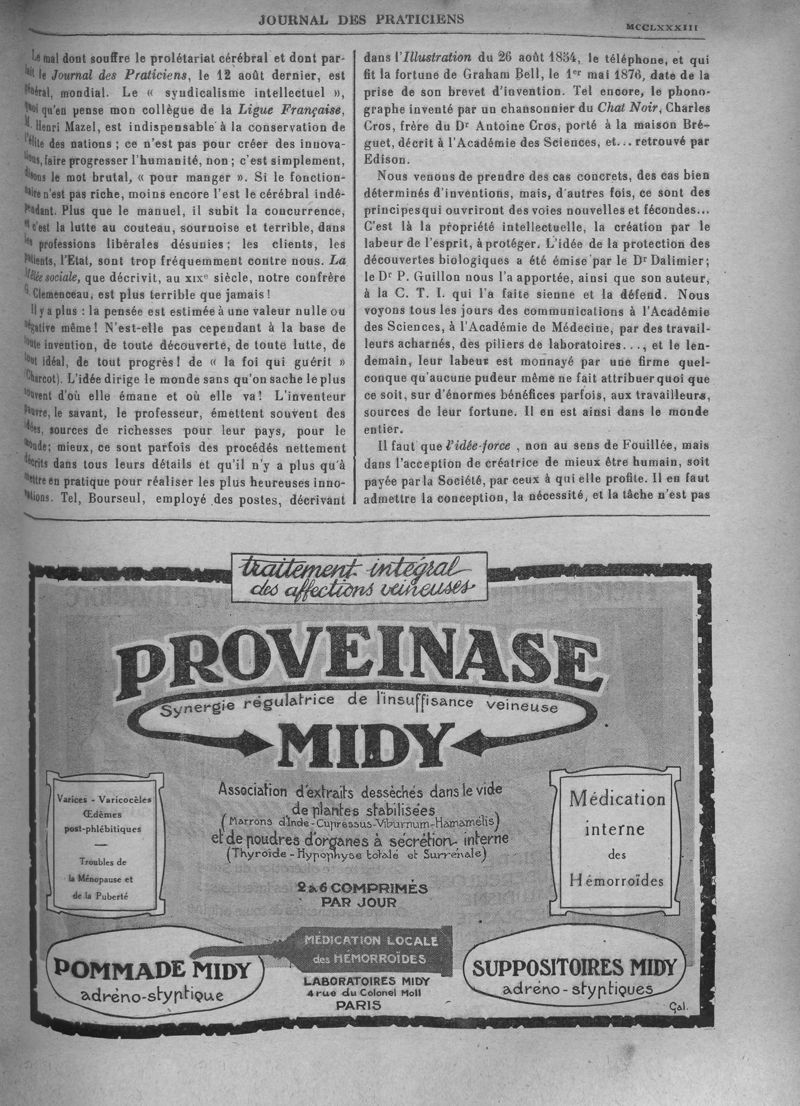 JOURNAL DES PRATICIENS
MCCLXXXIII
Le mal dont souffre le prolétariat cérébral et dont par-
lait le Journal des Praticiens, le 12 août dernier, est
général, mondial. Le « syndicalisme intellectuel »,
quoi qu'en pense mon collègue de la Ligue Française,
M. Henri Mazel, est indispensable à la conservation de
l'élite des nations ; ce n'est pas pour créer des innova-
tions, faire progresser l'humanité, non ; c'est simplement,
disons le mot brutal, « pour manger ». Si le fonction-
naire n'est pas riche, moins encore l'est le cérébral indé-
pendant. Plus que le manuel, il subit la concurrence,
et c'est la lutte au couteau, sournoise et terrible, dans
les professions libérales désunies ; les clients, les
patients, l'Etat, sont trop fréquemment contre nous. La
Mêlée sociale, que décrivit, au XIXe siècle, notre confrère
G. Clemenceau, est plus terrible que jamais !
Il y a plus : la pensée est estimée à une valeur nulle ou
négative même ! N'est-elle pas cependant à la base de
toute invention, de toute découverte, de toute lutte, de
tout idéal, de tout progrès ! de « la foi qui guérit »
(Charcot). L'idée dirige le monde sans qu'on sache le plus
souvent d'où elle émane et où elle va ! L'inventeur
pauvre, le savant, le professeur, émettent souvent des
idées, sources de richesses pour leur pays, pour le
monde ; mieux, ce sont parfois des procédés nettement
décrits dans tous leurs détails et qu'il n'y a plus qu'à
mettre en pratique pour réaliser les plus heureuses inno-
vations. Tel, Bourseul, employé des postes, décrivant
dans l'Illustration du 26 août 1854, le téléphone, et qui
fit la fortune de Graham Bell, le 1er mai 1876, date de la
prise de son brevet d'invention. Tel encore, le phono-
graphe inventé par un chansonnier du Chat Noir, Charles
Cros, frère du Dr Antoine Cros, porté à la maison Bré-
guet, décrit à l'Académie des Sciences, et... retrouvé par
Edison.
Nous venons de prendre des cas concrets, des cas bien
déterminés d'inventions, mais, d'autres fois, ce sont des
principes qui ouvriront des voies nouvelles et fécondes...
C'est là la propriété intellectuelle, la création par le
labeur de l'esprit, à protéger. L'idée de la protection des
découvertes biologiques a été émise par le Dr Dalimier ;
le Dr P. Guillon nous l'a apportée, ainsi que son auteur,
à la C. T. I. qui l'a faite sienne et la défend. Nous
voyons tous les jours des communications à l'Académie
des Sciences, à l'Académie de Médecine, par des travail-
leurs acharnés, des piliers de laboratoires..., et le len-
demain, leur labeur est monnayé par une firme quel-
conque qu'aucune pudeur même ne fait attribuer quoi que
ce soit, sur d'énormes bénéfices parfois, aux travailleurs,
sources de leur fortune. Il en est ainsi dans le monde
entier.
Il faut que l'idée-force , non au sens de Fouillée, mais
dans l'acception de créatrice de mieux être humain, soit
payée par la Société, par ceux à qui elle profite. Il en faut
admettre la conception, la nécessité, et la tâche n'est pas
traitement intégral
des affections veineuses
PROVEINASE
Synergie régulatrice de l'insuffisance veineuse
MIDY
Varices - Varicocèles
Œdèmes
post-phlébitiques
Troubles de
la Ménopause et
de la Puberté
Association d'extraits desséchés dans le vide
de plantes stabilisées
(Marrons d'Inde-Cupressus-Viburnum-Hamamélis)
et de poudres d'organes à sécrétion interne
(Thyroïde - Hypophyse totale et Surrénale)
2 à 6 COMPRIMÉS
PAR JOUR
Médication
interne
des
Hémorroïdes
MÉDICATION LOCALE
des HÉMORROÏDES
POMMADE MIDY
adréno-styptique
LABORATOIRES MIDY
4 rue du Colonel Moll
PARIS
SUPPOSITOIRES MIDY
adréno-styptiques
Gal.